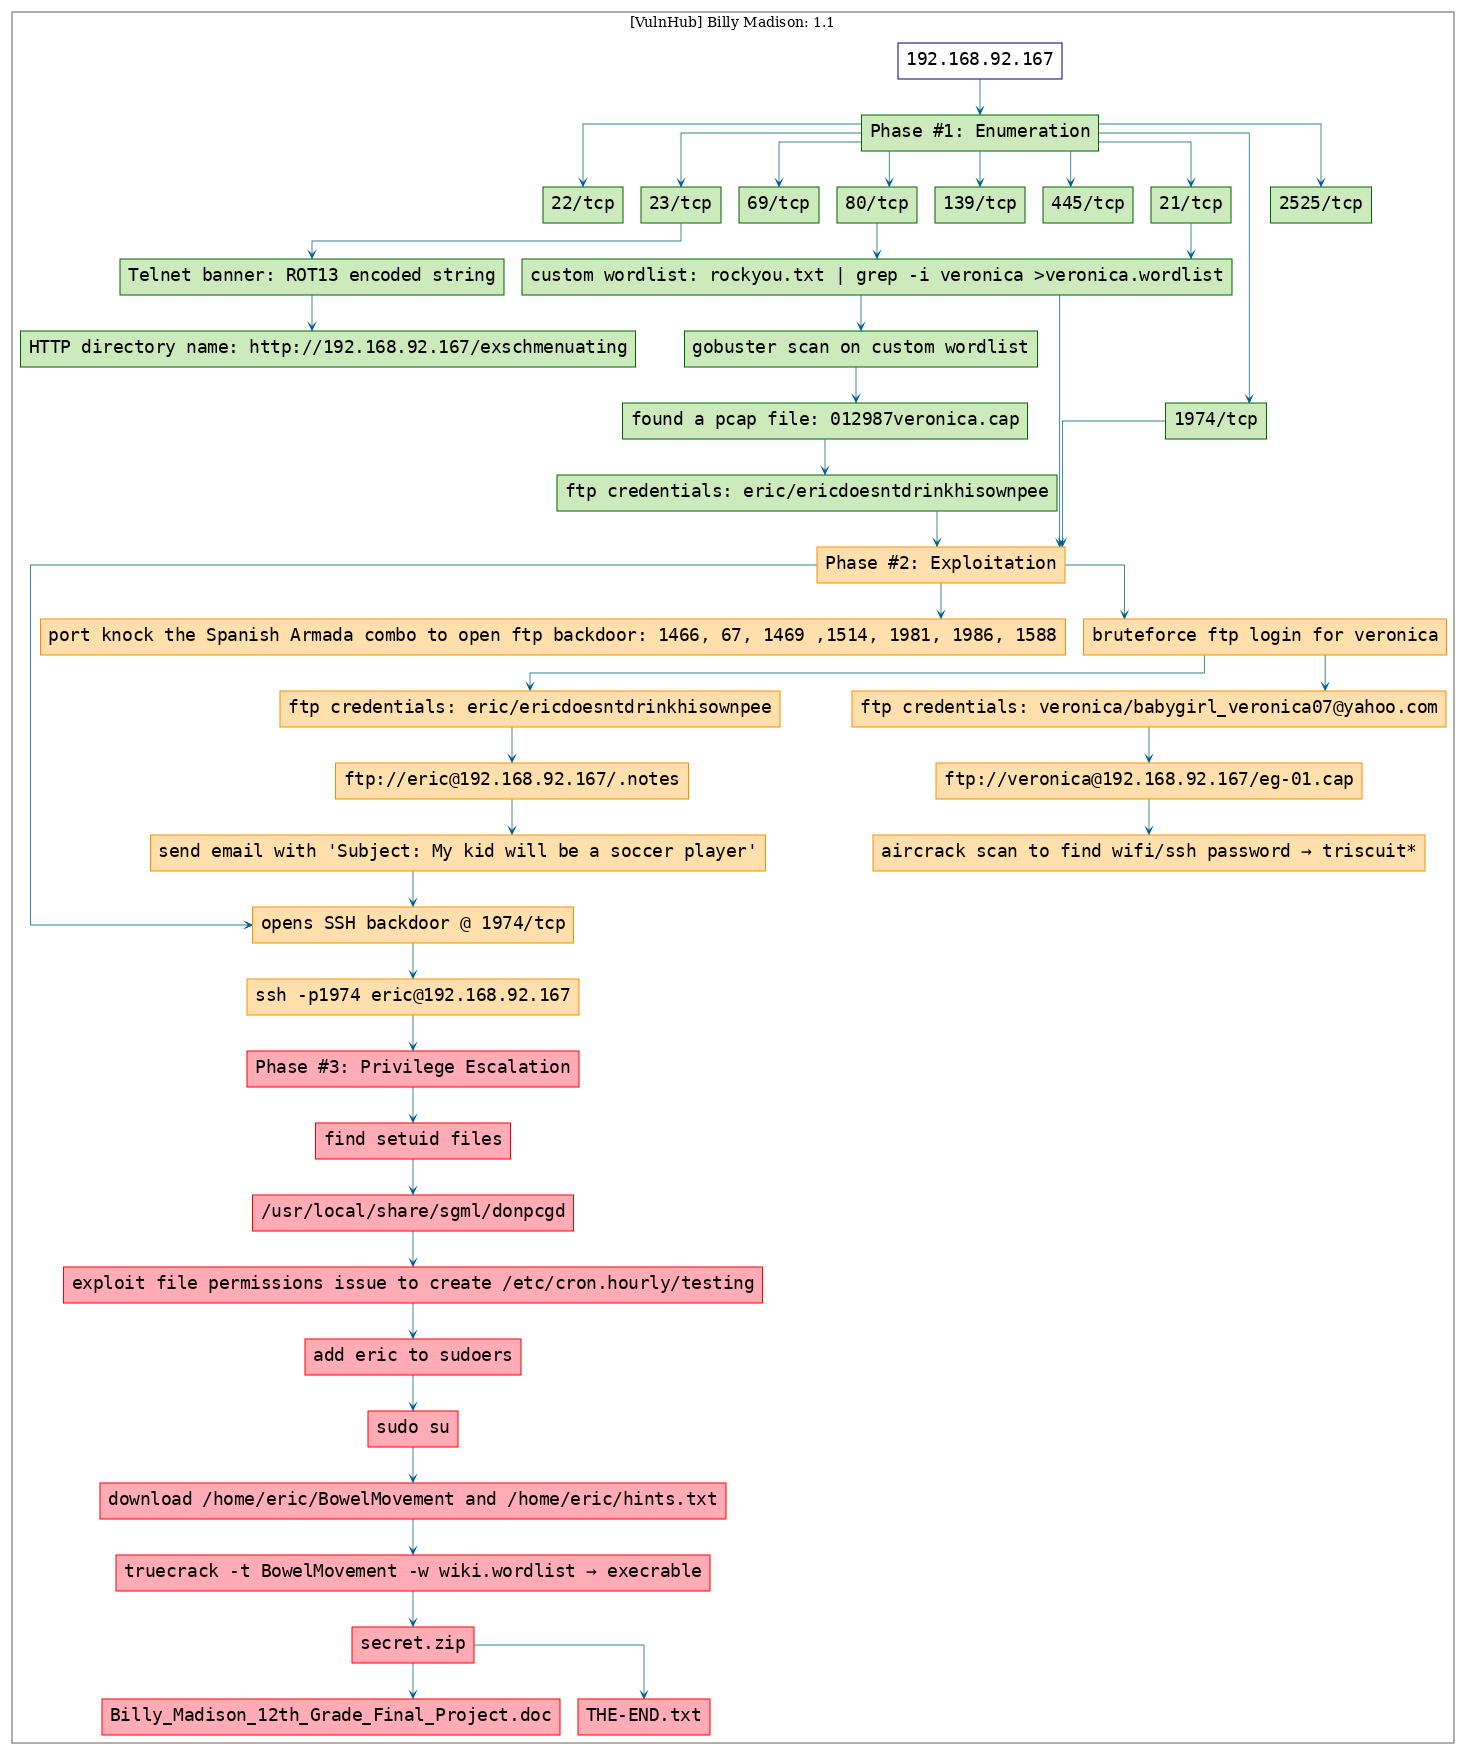 [VulnHub] Billy Madison: 1.1
192.168.92.167
Phase #1: Enumeration
22/tcp
23/tcp
69/tcp
80/tcp
139/tcp
445/tcp
21/tcp
2525/tcp
Telnet banner: ROT13 encoded string
custom wordlist: rockyou.txt | grep -i veronica >veronica.wordlist
HTTP directory name: http://192.168.92.167/exschmenuating
gobuster scan on custom wordlist
found a pcap file: 012987veronica.cap
1974/tcp
ftp credentials: eric/ericdoesntdrinkhisownpee
Phase #2: Exploitation
port knock the Spanish Armada combo to open ftp backdoor: 1466, 67, 1469 ,1514, 1981, 1986, 1588
bruteforce ftp login for veronica
ftp credentials: eric/ericdoesntdrinkhisownpee
ftp credentials: veronica/babygirl_veronica07@yahoo.com
ftp://eric@192.168.92.167/.notes
ftp://veronica@192.168.92.167/eg-01.cap
send email with 'Subject: My kid will be a soccer player'
aircrack scan to find wifi/ssh password → triscuit*
opens SSH backdoor @ 1974/tcp
ssh -p1974 eric@192.168.92.167
Phase #3: Privilege Escalation
find setuid files
/usr/local/share/sgml/donpcgd
exploit file permissions issue to create /etc/cron.hourly/testing
add eric to sudoers
sudo su
download /home/eric/BowelMovement and /home/eric/hints.txt
truecrack -t BowelMovement -w wiki.wordlist → execrable
secret.zip
Billy_Madison_12th_Grade_Final_Project.doc
THE-END.txt